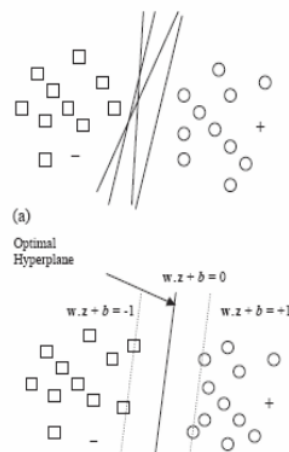 −
+
(a)
Optimal
Hyperplane
w.z + b = 0
w.z + b = -1
w.z + b = +1
+
−